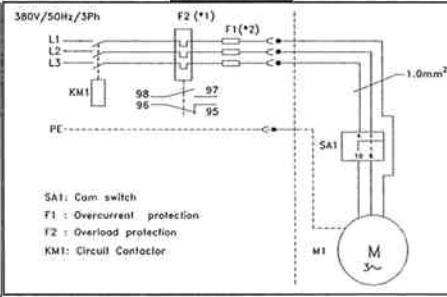 380V/50Hz/3Ph
F2 (*1)
F1(*2)
L1
L2
L3
1.0mm²
KM1
98 97
96 95
PE
SA1
SA1: Cam switch
F1 : Overcurrent protection
F2 : Overload protection
KM1: Circuit Contactor
M1
M
3~